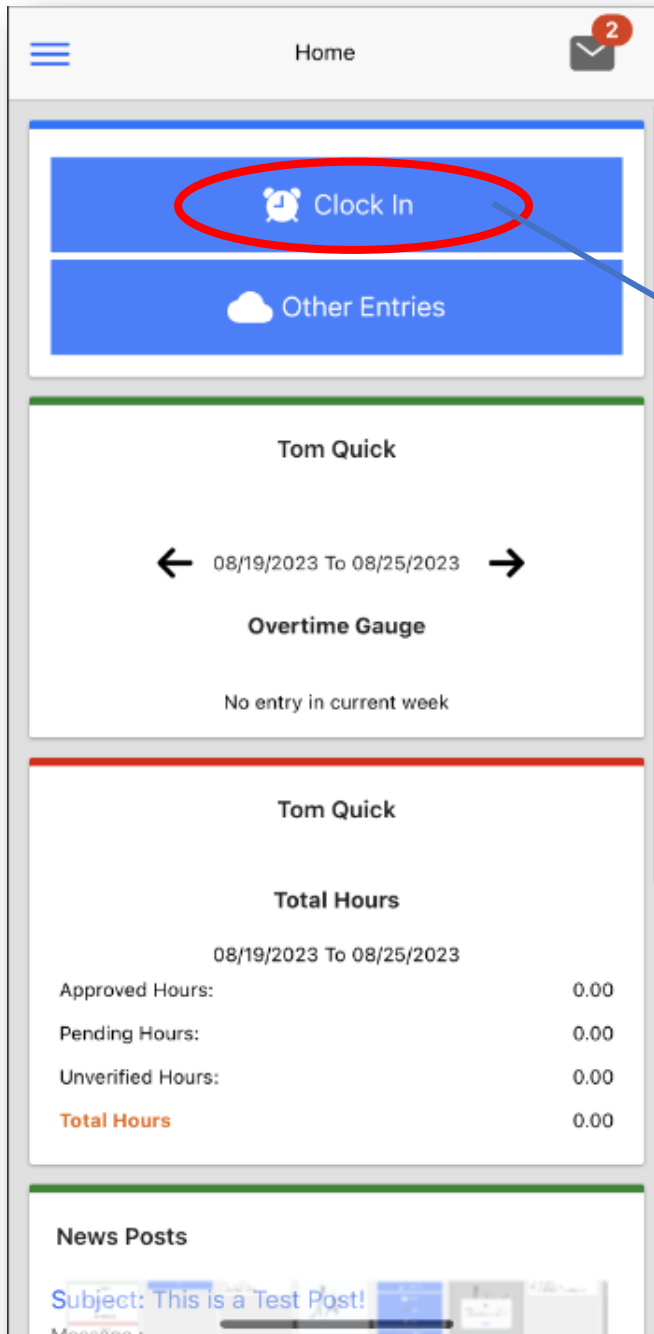 Home
2
Clock In
Other Entries
Tom Quick
08/19/2023 To 08/25/2023
Overtime Gauge
No entry in current week
Tom Quick
Total Hours
08/19/2023 To 08/25/2023
Approved Hours: 0.00
Pending Hours: 0.00
Unverified Hours: 0.00
Total Hours 0.00
News Posts
Subject: This is a Test Post!